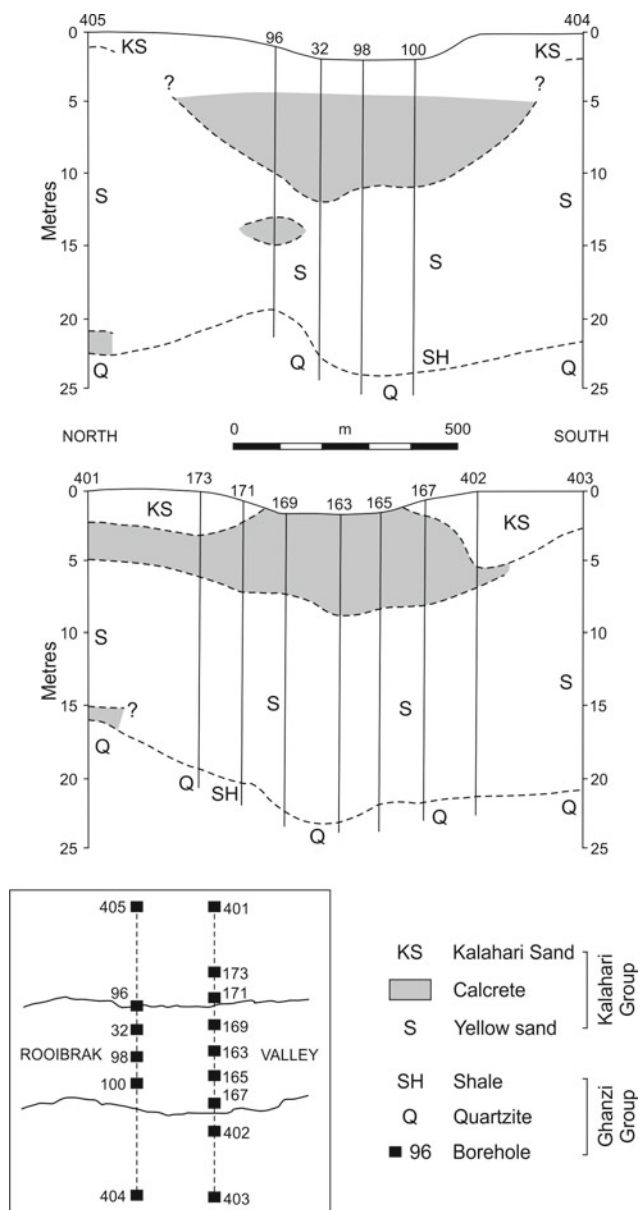 405 404
96 32 98 100
0 KS KS 0
? ?
5 5
S 10 S 10
Metres
15 S S 15
20 20
Q Q SH Q
25 Q 25
NORTH 0 m 500 SOUTH
401 173 171 169 163 165 167 402 403
0 KS KS 0
5 5
10 10
S S S S
Metres
15 ? 15
Q
20 Q SH Q 20
Q Q
25 25
405 401
173
96 171
32 169
ROOIBRAK 98 163 VALLEY
100 165
167
402
404 403
KS Kalahari Sand
Calcrete
S Yellow sand
Kalahari Group
SH Shale
Q Quartzite
96 Borehole
Ghanzi Group